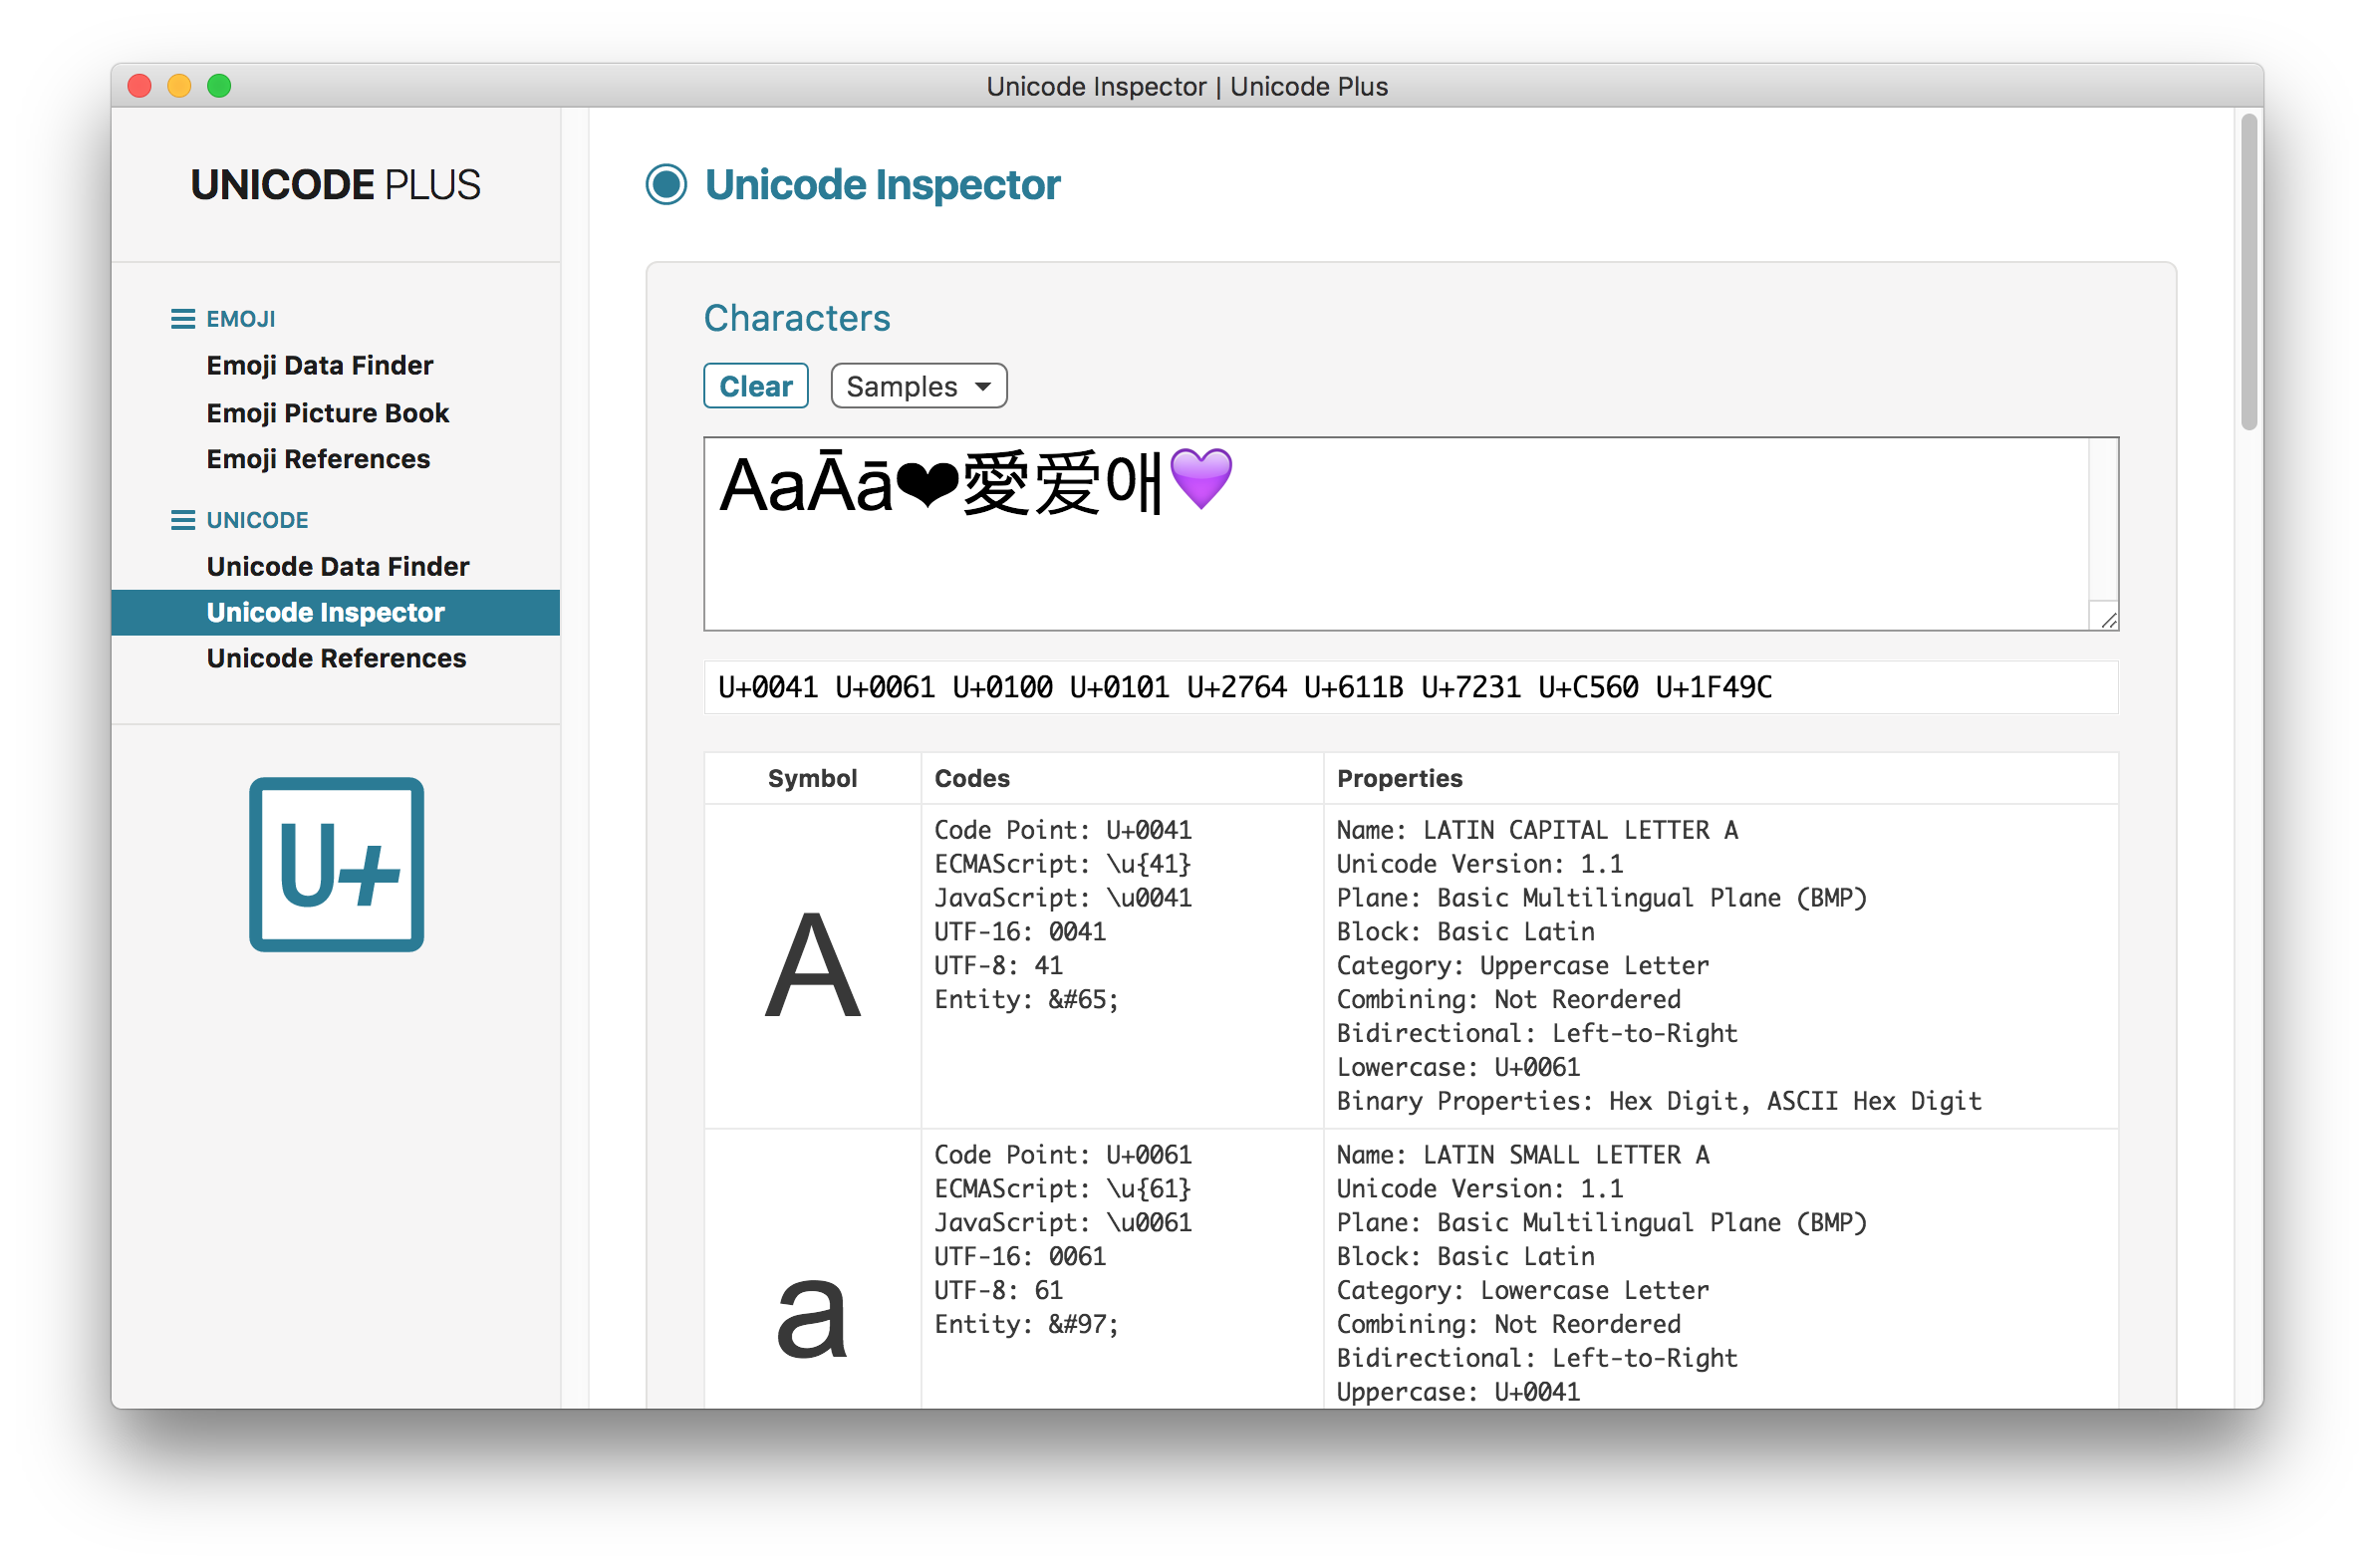 Unicode Inspector | Unicode Plus
UNICODE PLUS
EMOJI
Emoji Data Finder
Emoji Picture Book
Emoji References
UNICODE
Unicode Data Finder
Unicode Inspector
Unicode References
U+
Unicode Inspector
Characters
Clear
Samples
AaĀā❤愛爱애💜
U+0041 U+0061 U+0100 U+0101 U+2764 U+611B U+7231 U+C560 U+1F49C
Symbol Codes Properties
A
Code Point: U+0041
ECMAScript: \u{41}
JavaScript: \u0041
UTF-16: 0041
UTF-8: 41
Entity: &#65;
Name: LATIN CAPITAL LETTER A
Unicode Version: 1.1
Plane: Basic Multilingual Plane (BMP)
Block: Basic Latin
Category: Uppercase Letter
Combining: Not Reordered
Bidirectional: Left-to-Right
Lowercase: U+0061
Binary Properties: Hex Digit, ASCII Hex Digit
a
Code Point: U+0061
ECMAScript: \u{61}
JavaScript: \u0061
UTF-16: 0061
UTF-8: 61
Entity: &#97;
Name: LATIN SMALL LETTER A
Unicode Version: 1.1
Plane: Basic Multilingual Plane (BMP)
Block: Basic Latin
Category: Lowercase Letter
Combining: Not Reordered
Bidirectional: Left-to-Right
Uppercase: U+0041